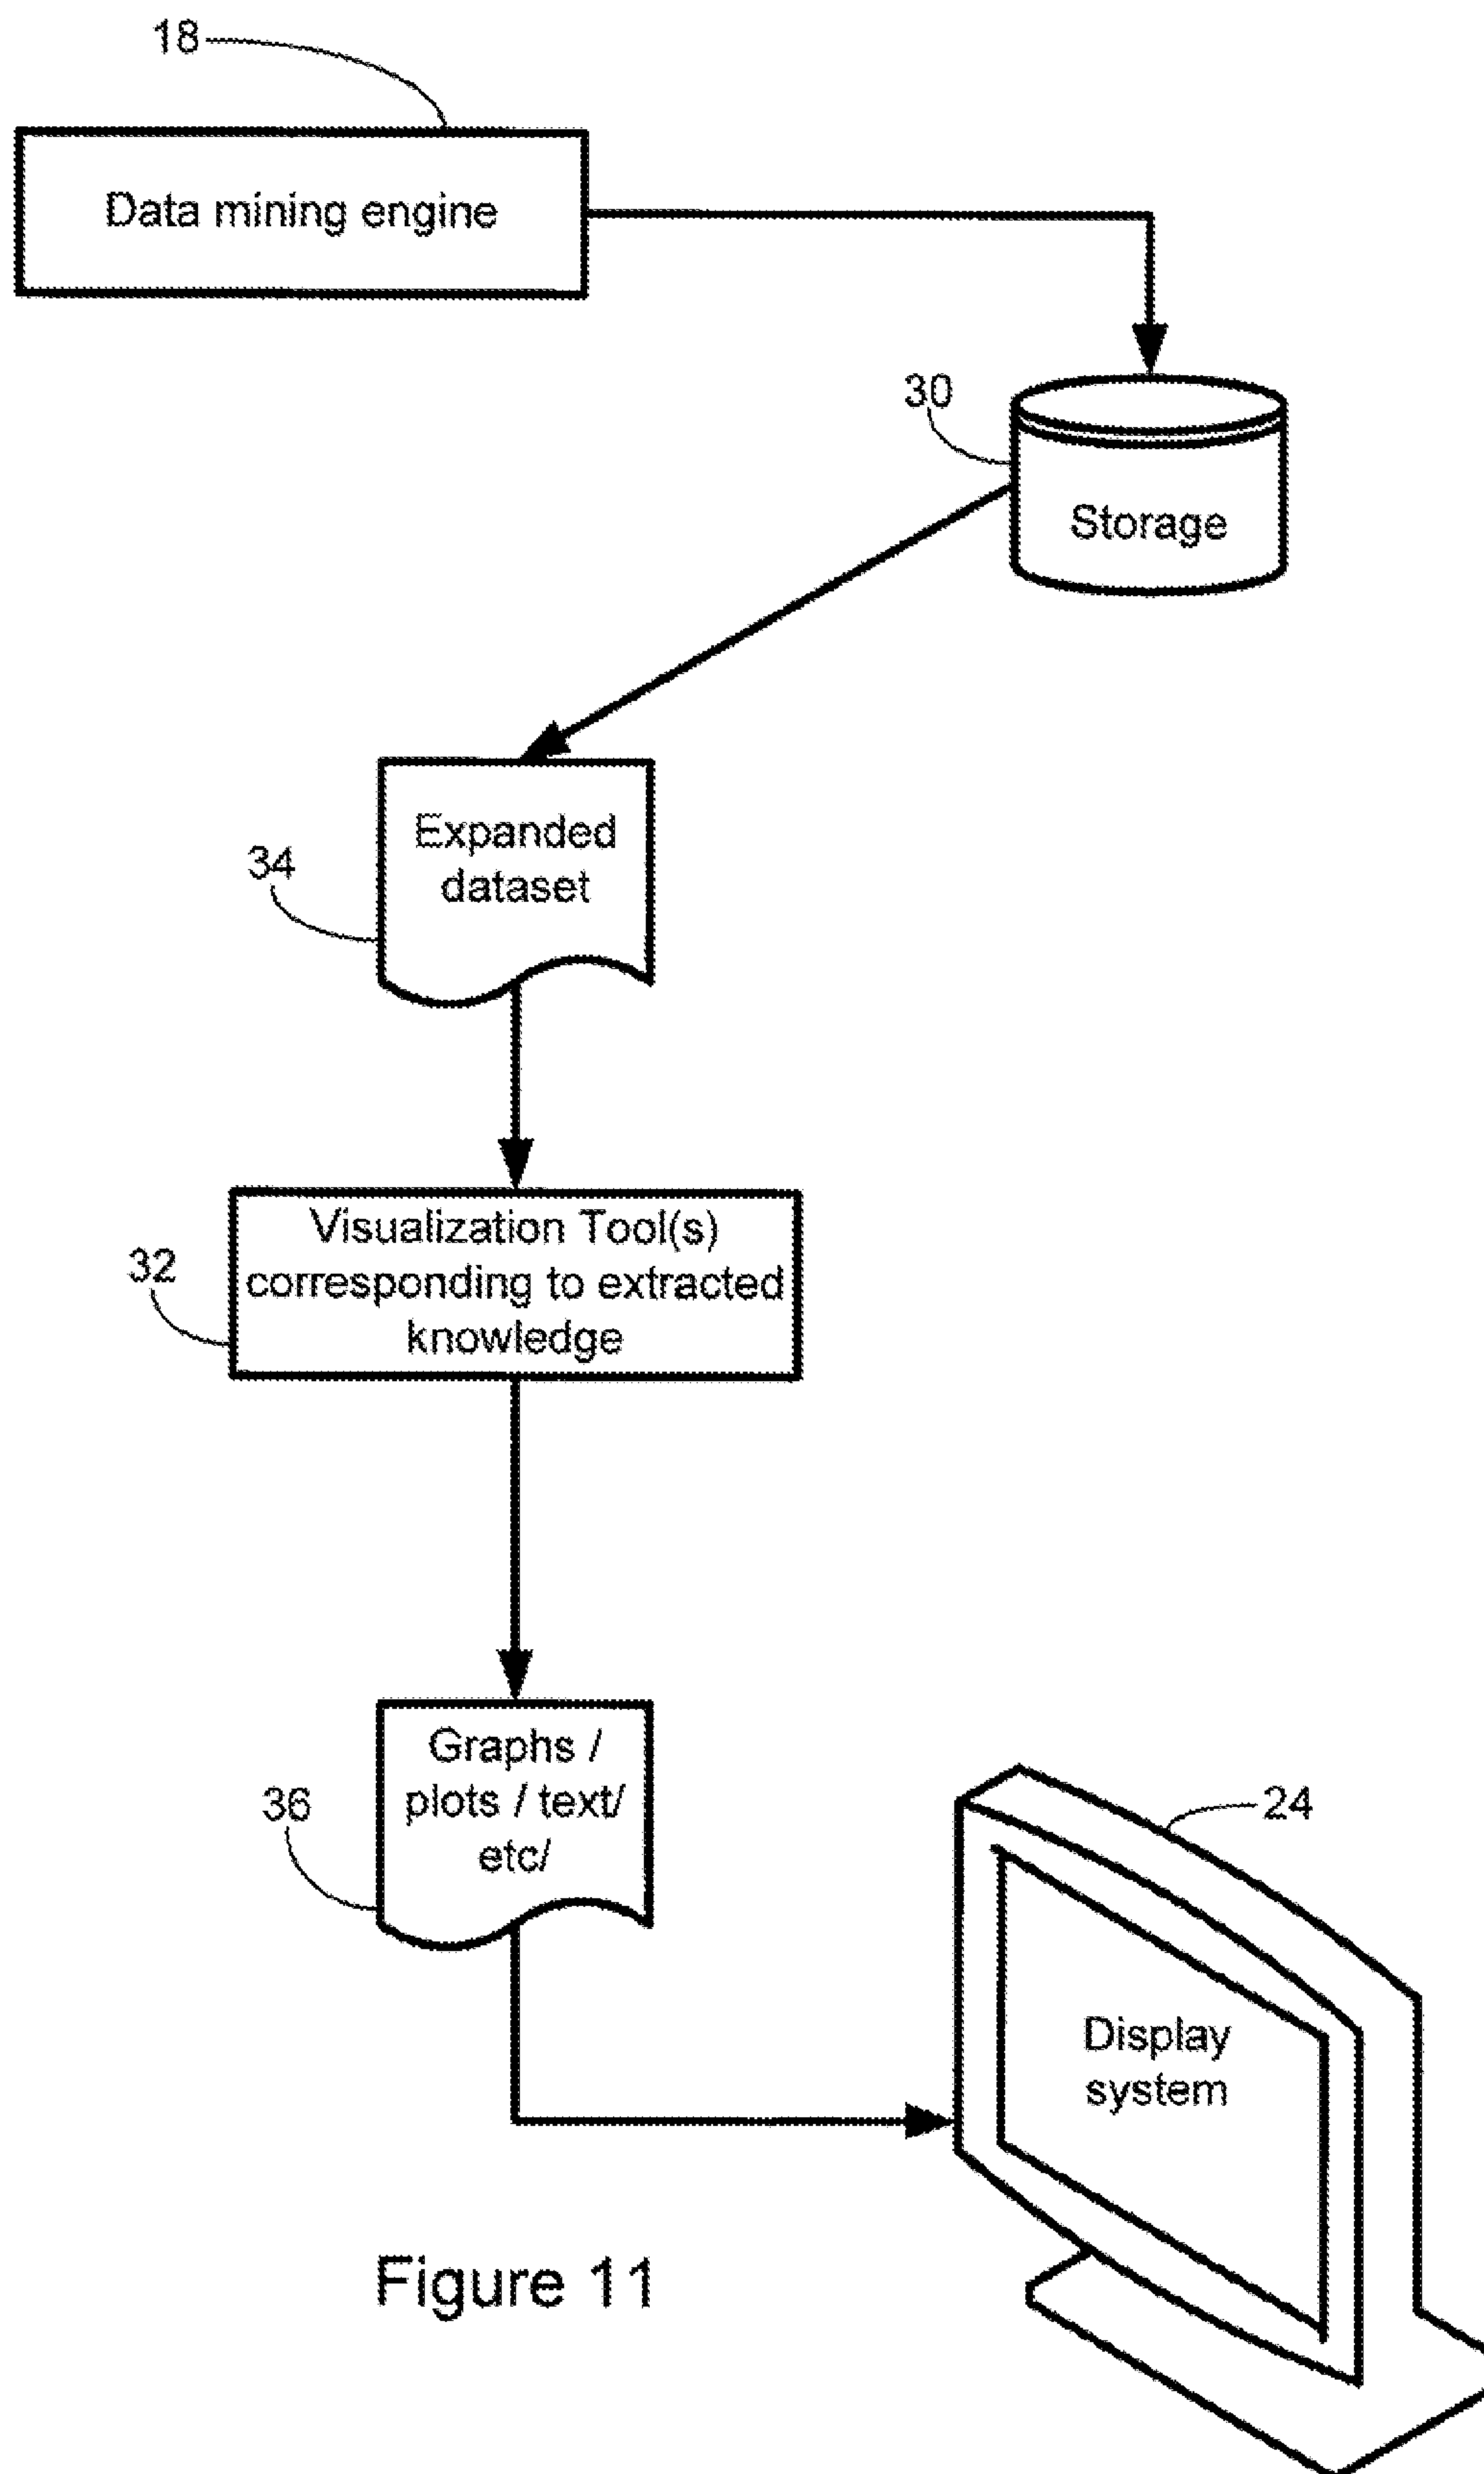 18
Data mining engine
30
Storage
Expanded
dataset
34
Visualization Tool(s)
corresponding to extracted
knowledge
32
Graphs /
plots / text/
etc/
36
24
Display
system
Figure 11